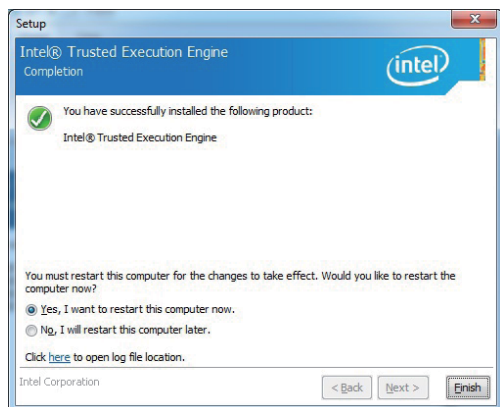 Setup
Intel® Trusted Execution Engine
Completion
intel
You have successfully installed the following product:
Intel® Trusted Execution Engine
You must restart this computer for the changes to take effect. Would you like to restart the
computer now?
Yes, I want to restart this computer now.
No, I will restart this computer later.
Click here to open log file location.
Intel Corporation
< Back
Next >
Finish